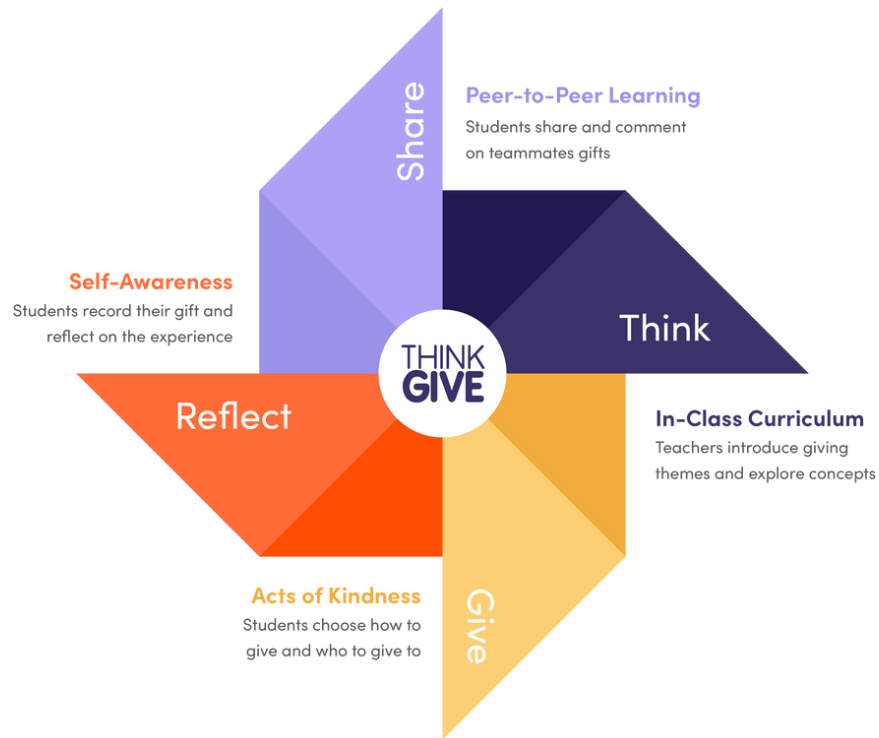 Share
Peer-to-Peer Learning
Students share and comment
on teammates gifts
Think
In-Class Curriculum
Teachers introduce giving
themes and explore concepts
Give
Acts of Kindness
Students choose how to
give and who to give to
Reflect
Self-Awareness
Students record their gift and
reflect on the experience
THINK
GIVE